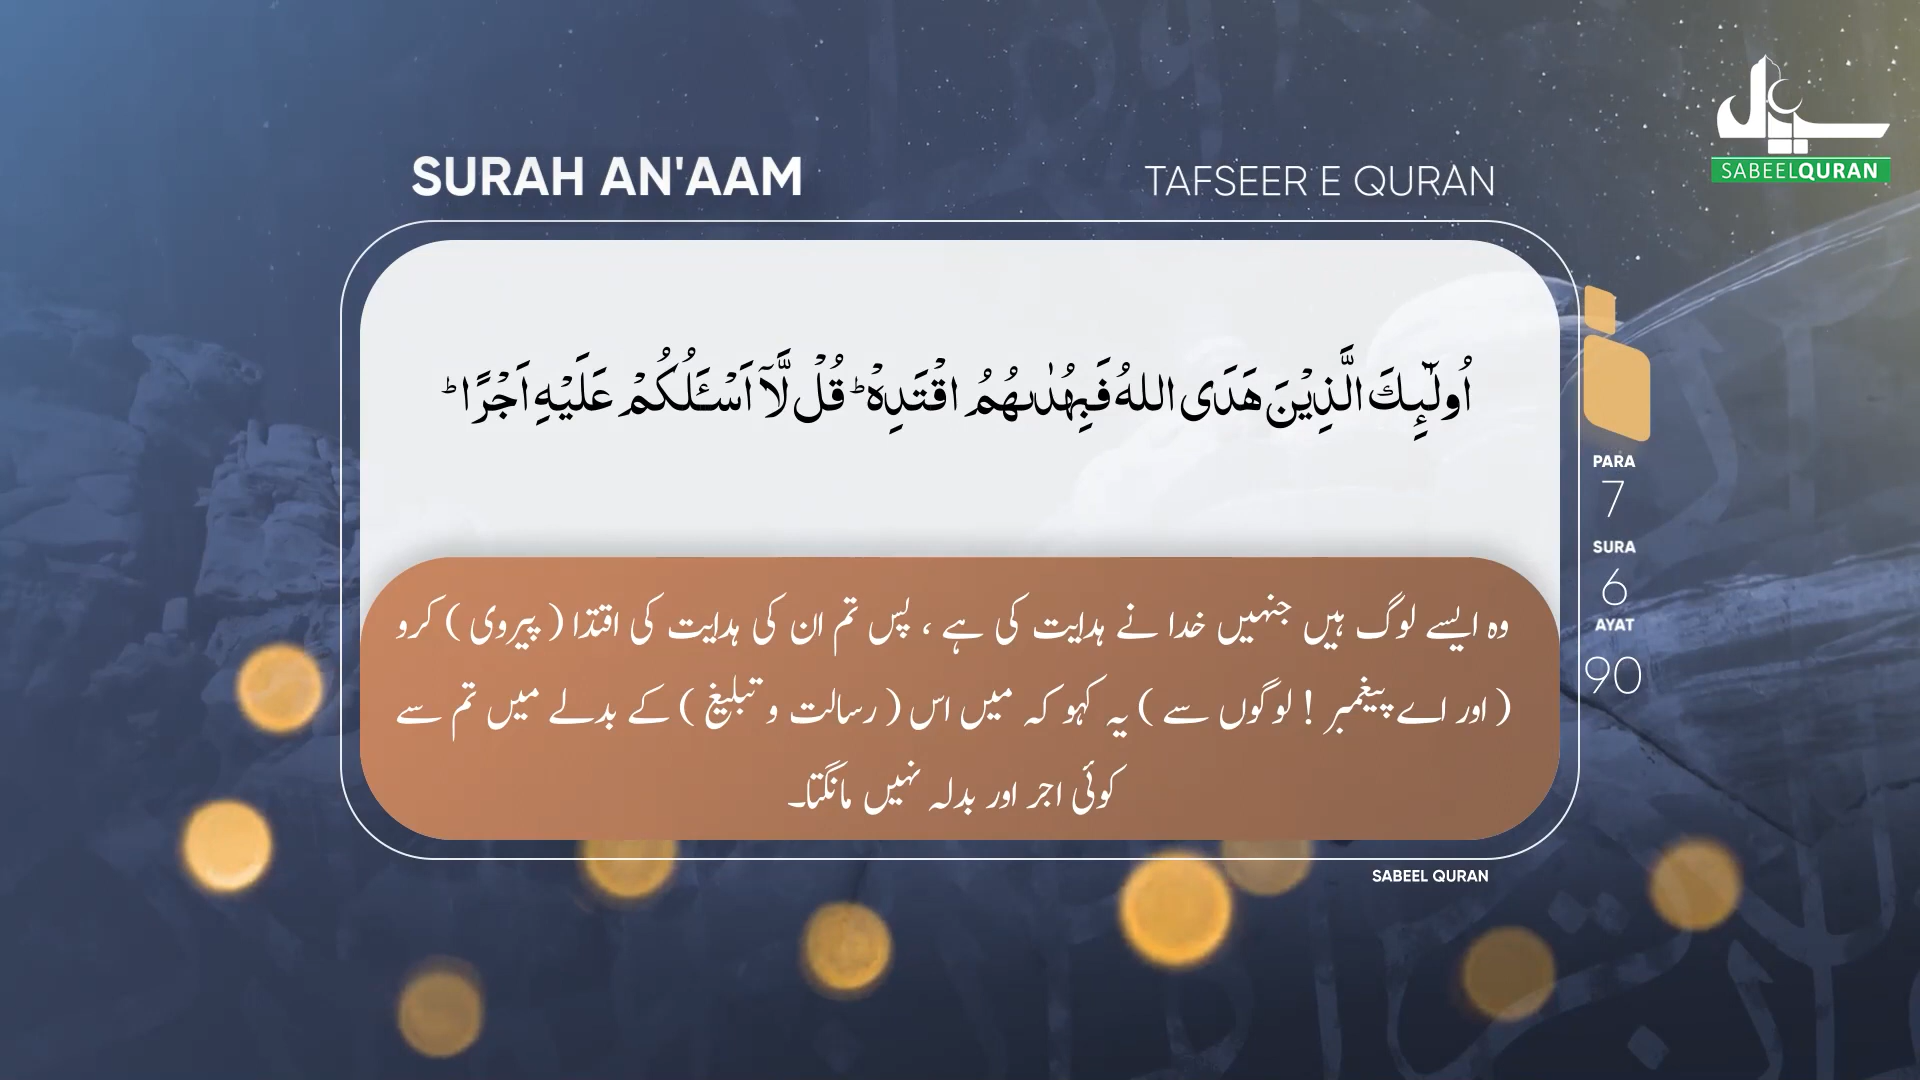 SURAH AN'AAM
TAFSEER E QURAN
سبیل
SABEELQURAN
اُولٰٓئِكَ الَّذِیْنَ هَدَى اللهُ فَبِهُدٰىهُمُ اقْتَدِهْ ؕ قُلْ لَّاۤ اَسْـَٔلُكُمْ عَلَیْهِ اَجْرًا ؕ
وہ ایسے لوگ ہیں جنہیں خدا نے ہدایت کی ہے ، پس تم ان کی ہدایت کی اقتدا ( پیروی ) کرو
( اور اے پیغمبر ! لوگوں سے ) یہ کہو کہ میں اس ( رسالت و تبلیغ ) کے بدلے میں تم سے
کوئی اجر اور بدلہ نہیں مانگتا۔
PARA
7
SURA
6
AYAT
90
SABEEL QURAN